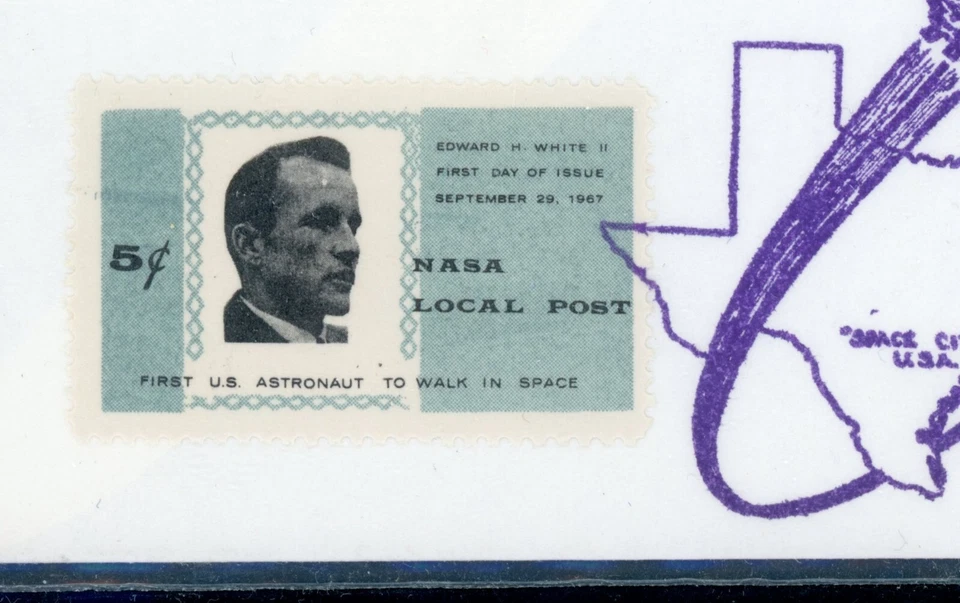 EDWARD H. WHITE II
FIRST DAY OF ISSUE
SEPTEMBER 29, 1967
5¢
NASA
LOCAL POST
FIRST U.S. ASTRONAUT TO WALK IN SPACE
"SPACE
U.S.A.